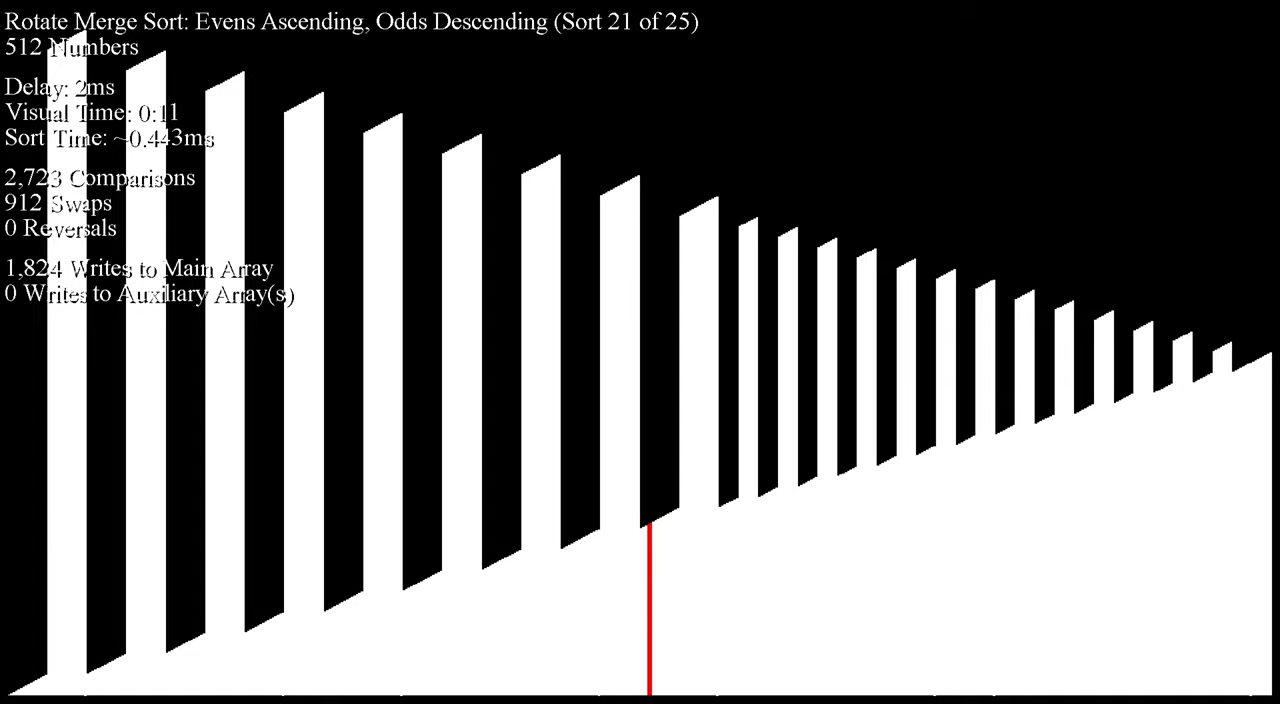 Rotate Merge Sort: Evens Ascending, Odds Descending (Sort 21 of 25)
512 Numbers
Delay: 2ms
Visual Time: 0:11
Sort Time: ~0.443ms
2,723 Comparisons
912 Swaps
0 Reversals
1,824 Writes to Main Array
0 Writes to Auxiliary Array(s)